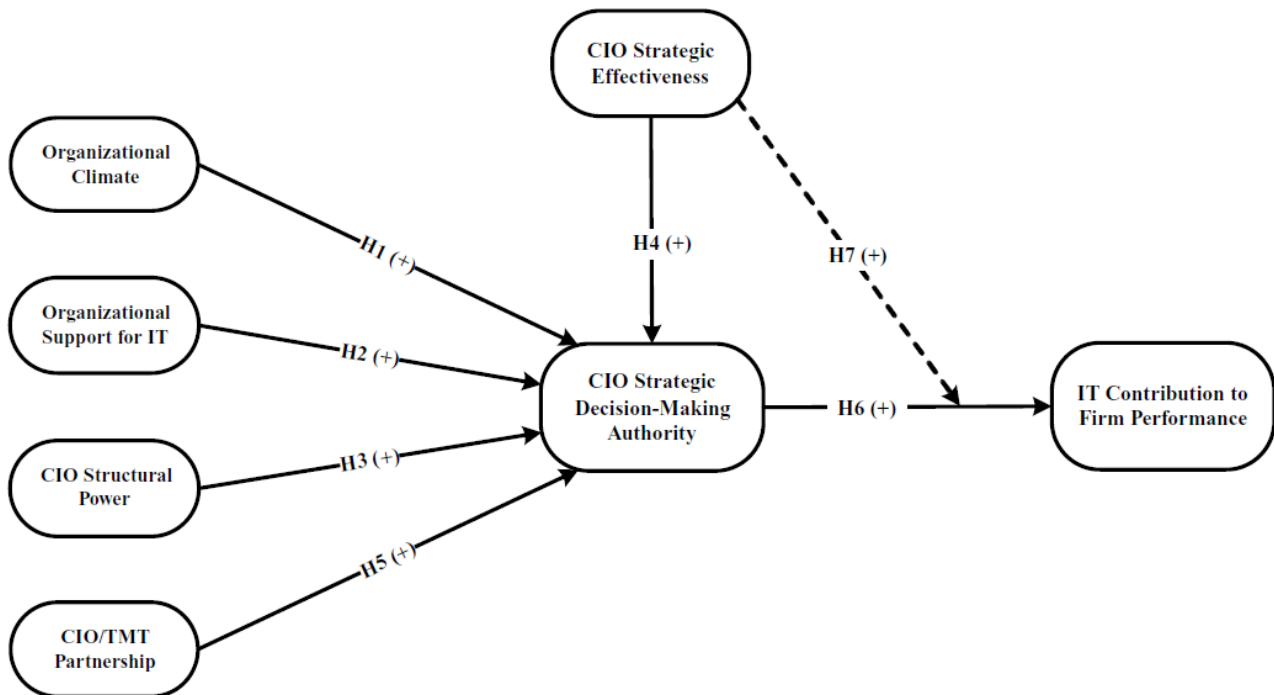 CIO Strategic
Effectiveness
Organizational
Climate
H1 (+)
H4 (+)
H7 (+)
Organizational
Support for IT
H2 (+)
CIO Strategic
Decision-Making
Authority
H6 (+)
IT Contribution to
Firm Performance
CIO Structural
Power
H3 (+)
H5 (+)
CIO/TMT
Partnership